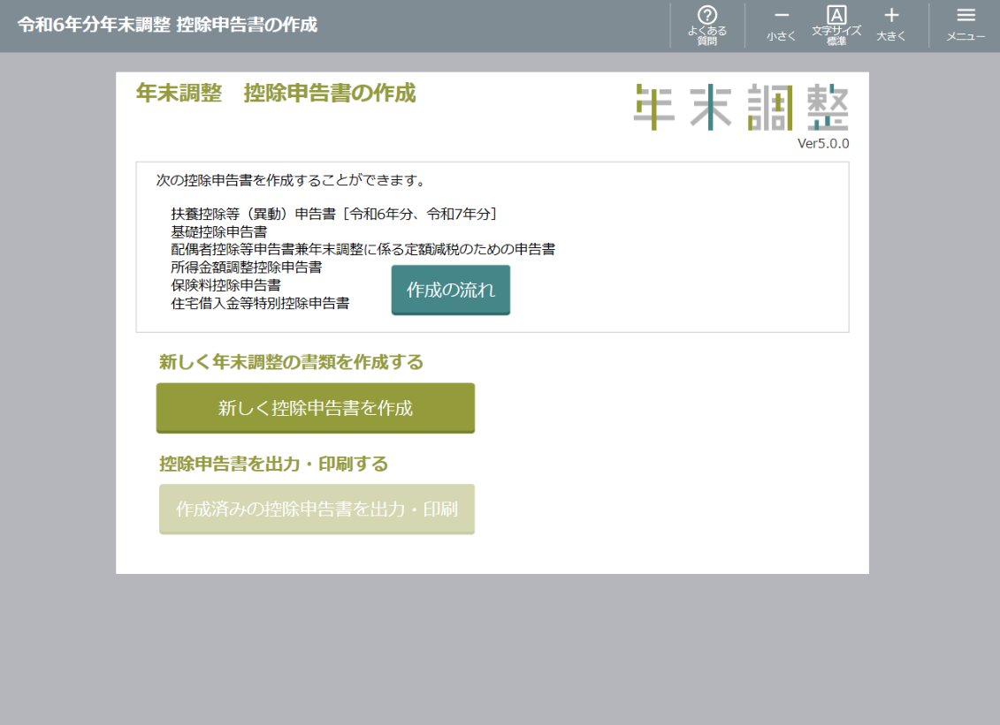 令和6年分年末調整 控除申告書の作成
よくある
質問
小さく
A
文字サイズ
標準
大きく
メニュー
年末調整　控除申告書の作成
年末調整
Ver5.0.0
次の控除申告書を作成することができます。
扶養控除等（異動）申告書［令和6年分、令和7年分］
基礎控除申告書
配偶者控除等申告書兼年末調整に係る定額減税のための申告書
所得金額調整控除申告書
保険料控除申告書
住宅借入金等特別控除申告書
作成の流れ
新しく年末調整の書類を作成する
新しく控除申告書を作成
控除申告書を出力・印刷する
作成済みの控除申告書を出力・印刷